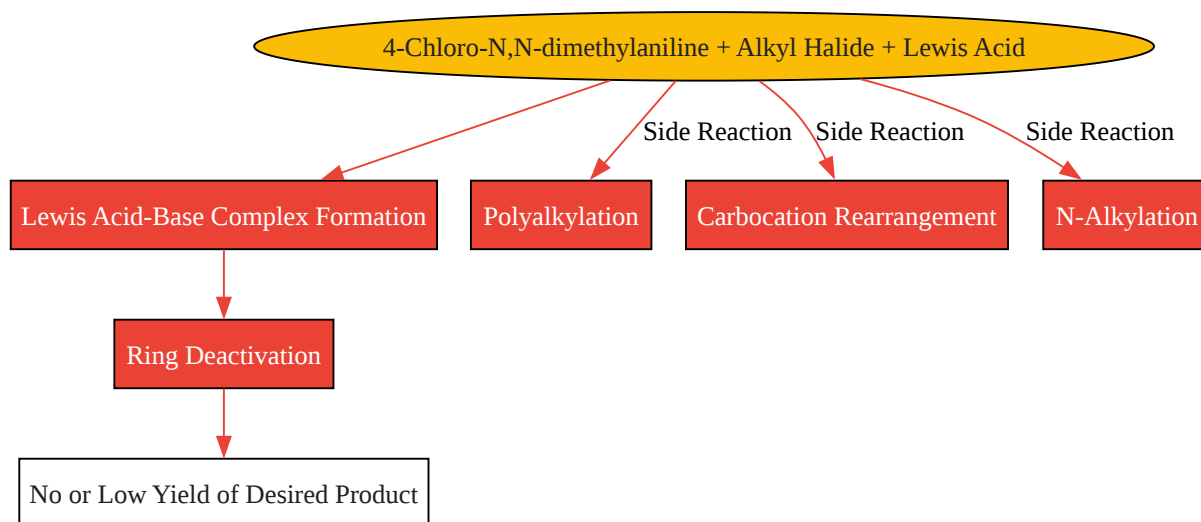 4-Chloro-N,N-dimethylaniline + Alkyl Halide + Lewis Acid
Side Reaction
Side Reaction
Side Reaction
Lewis Acid-Base Complex Formation
Polyalkylation
Carbocation Rearrangement
N-Alkylation
Ring Deactivation
No or Low Yield of Desired Product